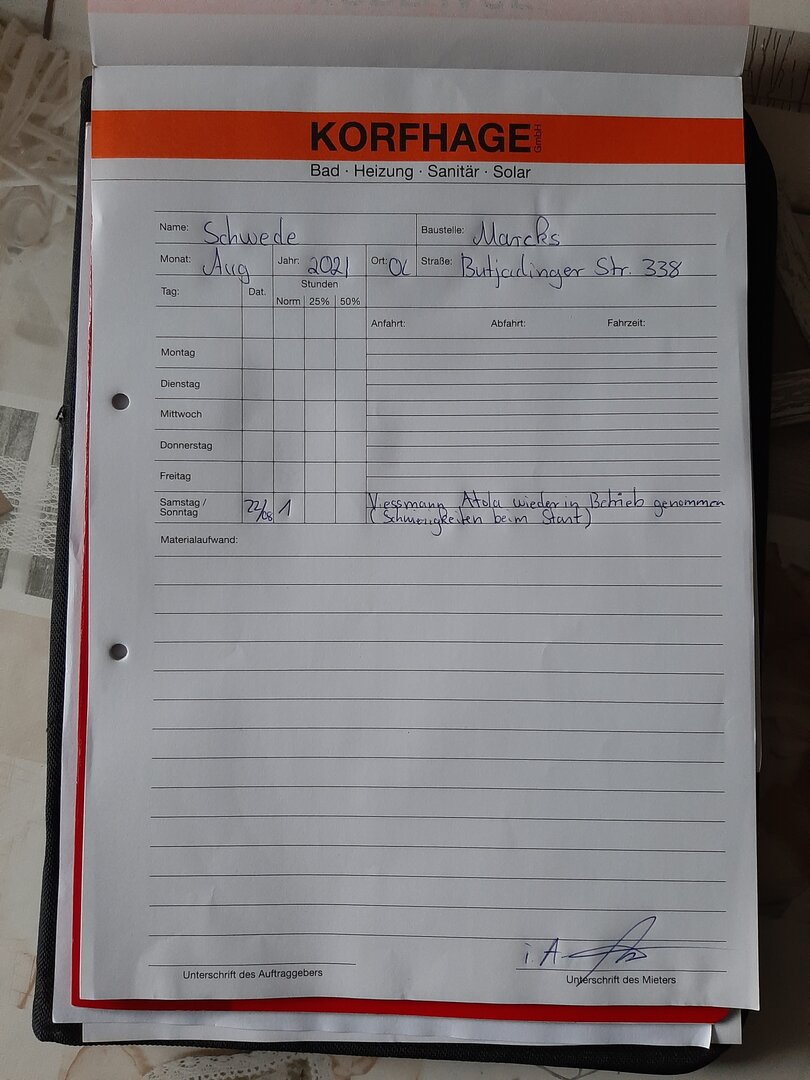 KORFHAGE GmbH
Bad · Heizung · Sanitär · Solar
Name: Schwede Baustelle: Marcks
Monat: Aug Jahr: 2021 Ort: OL Straße: Butjadinger Str. 338
Tag: Dat. Stunden
Norm 25% 50%
Anfahrt: Abfahrt: Fahrzeit:
Montag
Dienstag
Mittwoch
Donnerstag
Freitag
Samstag / Sonntag 22/08 1 Viessmann Atola wieder in Betrieb genommen
(Schwierigkeiten beim Start)
Materialaufwand:
i. A.
Unterschrift des Auftraggebers Unterschrift des Mieters